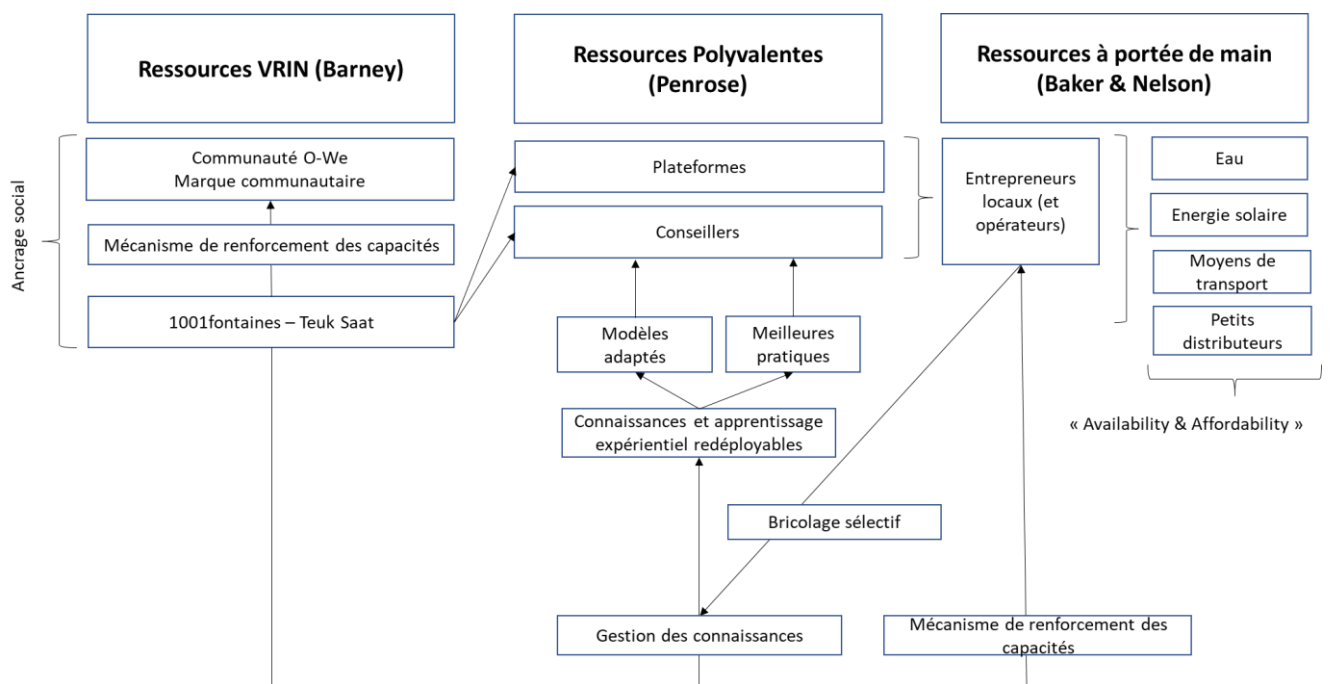 Ressources VRIN (Barney)
Ressources Polyvalentes
(Penrose)
Ressources à portée de main
(Baker & Nelson)
Ancrage social
Communauté O-We
Marque communautaire
Mécanisme de renforcement des capacités
1001fontaines – Teuk Saat
Plateformes
Conseillers
Modèles
adaptés
Meilleures
pratiques
Connaissances et apprentissage
expérientiel redéployables
Bricolage sélectif
Gestion des connaissances
Entrepreneurs
locaux (et
opérateurs)
Mécanisme de renforcement des
capacités
Eau
Energie solaire
Moyens de
transport
Petits
distributeurs
« Availability & Affordability »